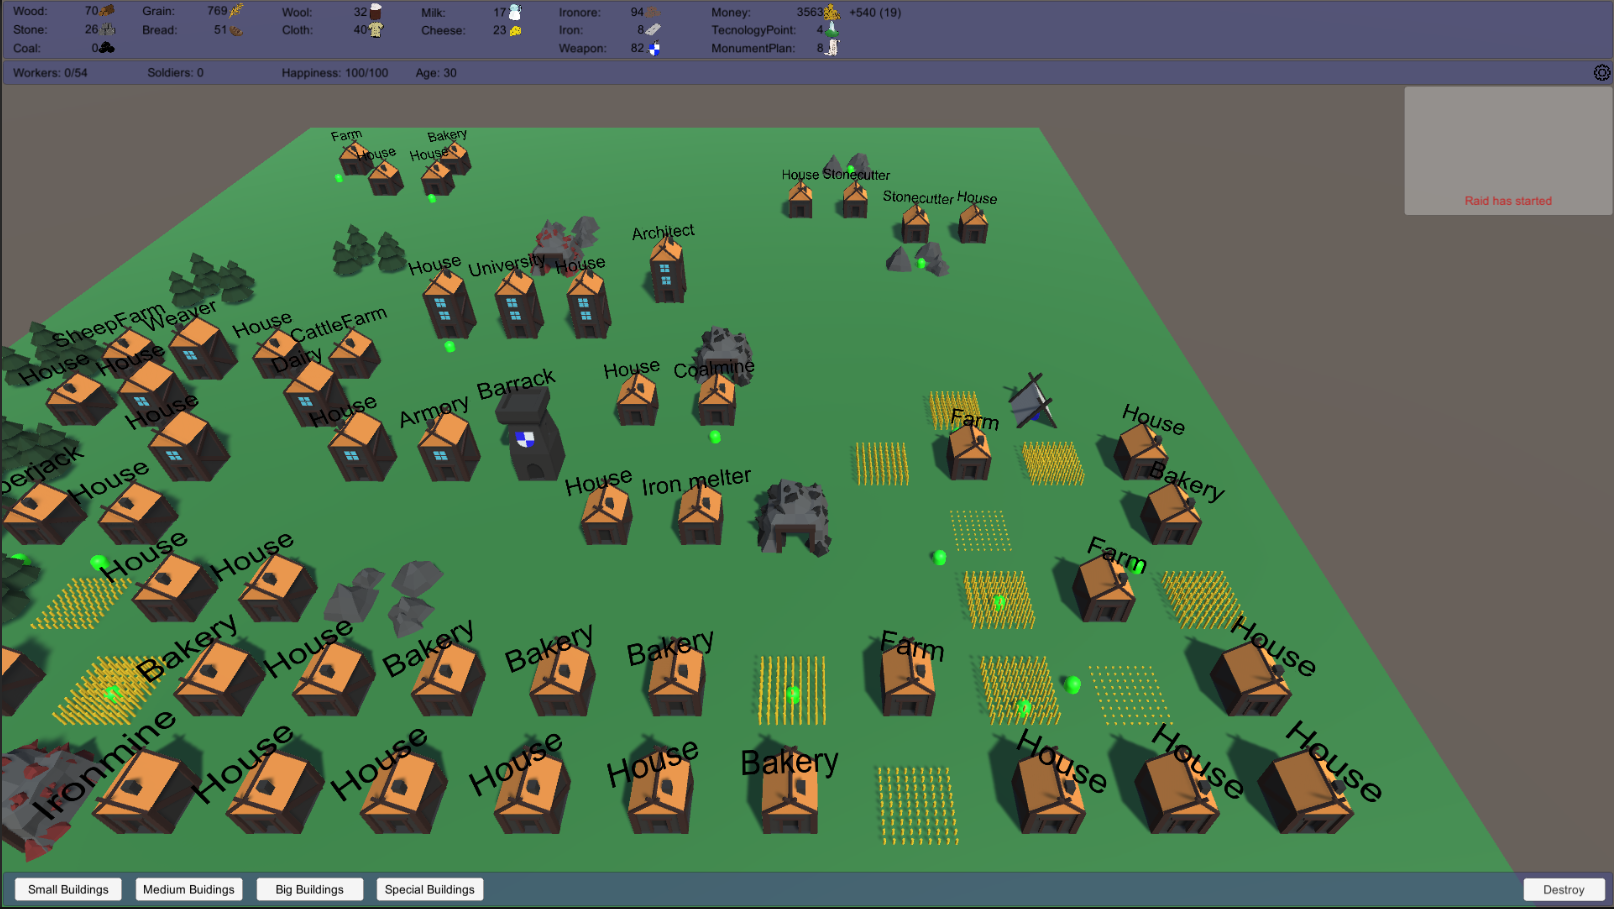 Wood: 70 Grain: 769 Wool: 32 Milk: 17 Ironore: 94 Money: 3563 +540 (19)
Stone: 26 Bread: 51 Cloth: 40 Cheese: 23 Iron: 8 TecnologyPoint: 4
Coal: 0 Weapon: 82 MonumentPlan: 8
Workers: 0/54 Soldiers: 0 Happiness: 100/100 Age: 30
Raid has started
Farm House House Bakery
House Stonecutter
Stonecutter House
Architect
House University House
SheepFarm Weaver House CattleFarm
House House Dairy
House Coalmine
House House Armory Barrack
Farm House
Bakery
perjack House
House Iron melter
House House
Farm
Bakery House Bakery Bakery Bakery Farm House
Ironmine House House House House Bakery House House House
Small Buildings Medium Buidings Big Buildings Special Buildings Destroy